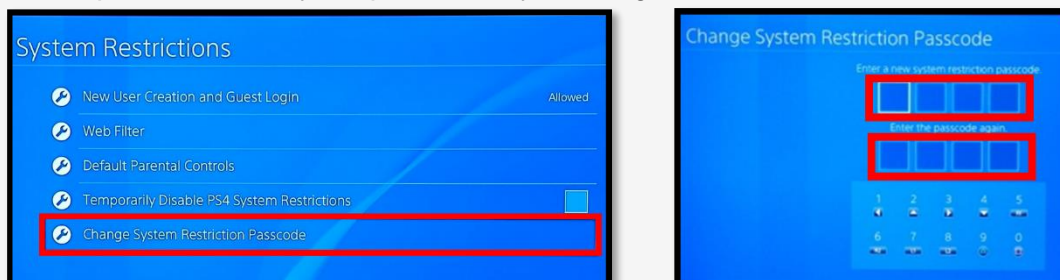 System Restrictions
New User Creation and Guest Login Allowed
Web Filter
Default Parental Controls
Temporarily Disable PS4 System Restrictions
Change System Restriction Passcode
Change System Restriction Passcode
Enter a new system restriction passcode.
Enter the passcode again.
1 2 3 4 5
6 7 8 9 0